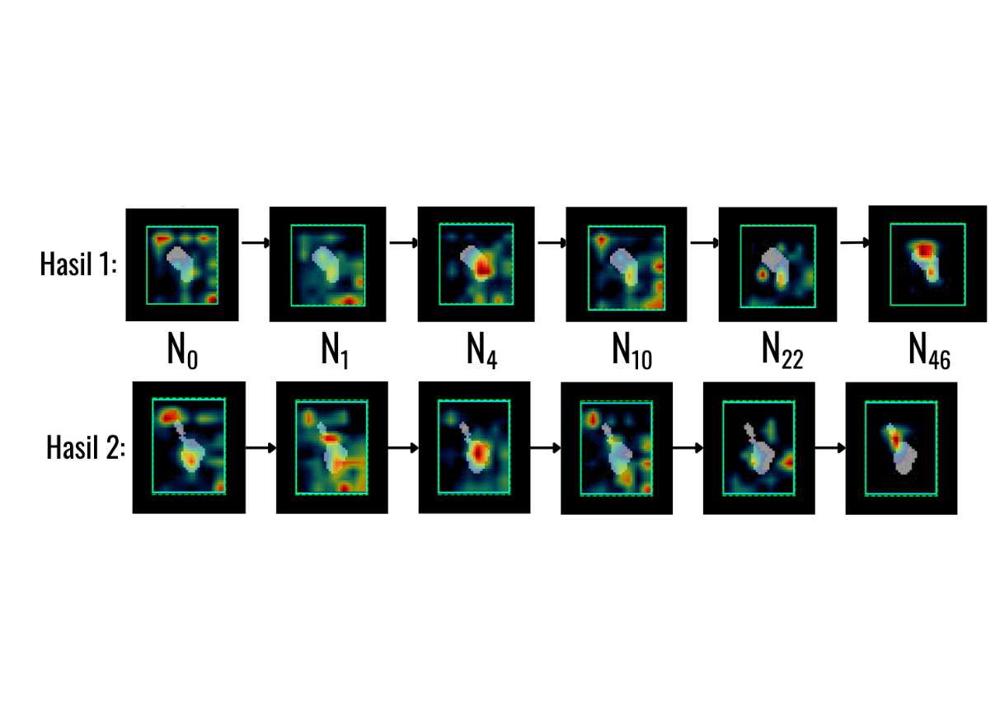 Hasil 1:
N₀ N₁ N₄ N₁₀ N₂₂ N₄₆
Hasil 2: